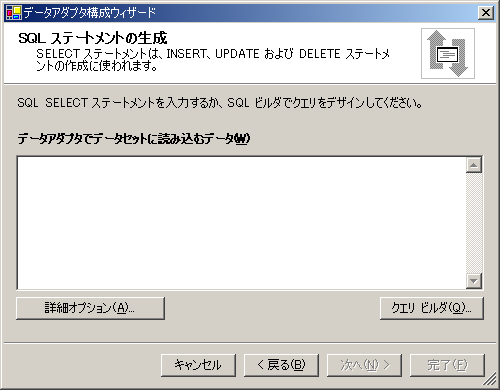 データアダプタ構成ウィザード
SQL ステートメントの生成
SELECT ステートメントは、INSERT、UPDATE および DELETE ステートメ
ントの作成に使われます。
SQL SELECT ステートメントを入力するか、SQL ビルダでクエリをデザインしてください。
データアダプタでデータセットに読み込むデータ(W)
詳細オプション(A)...
クエリ ビルダ(Q)...
キャンセル
< 戻る(B)
次へ(N) >
完了(F)